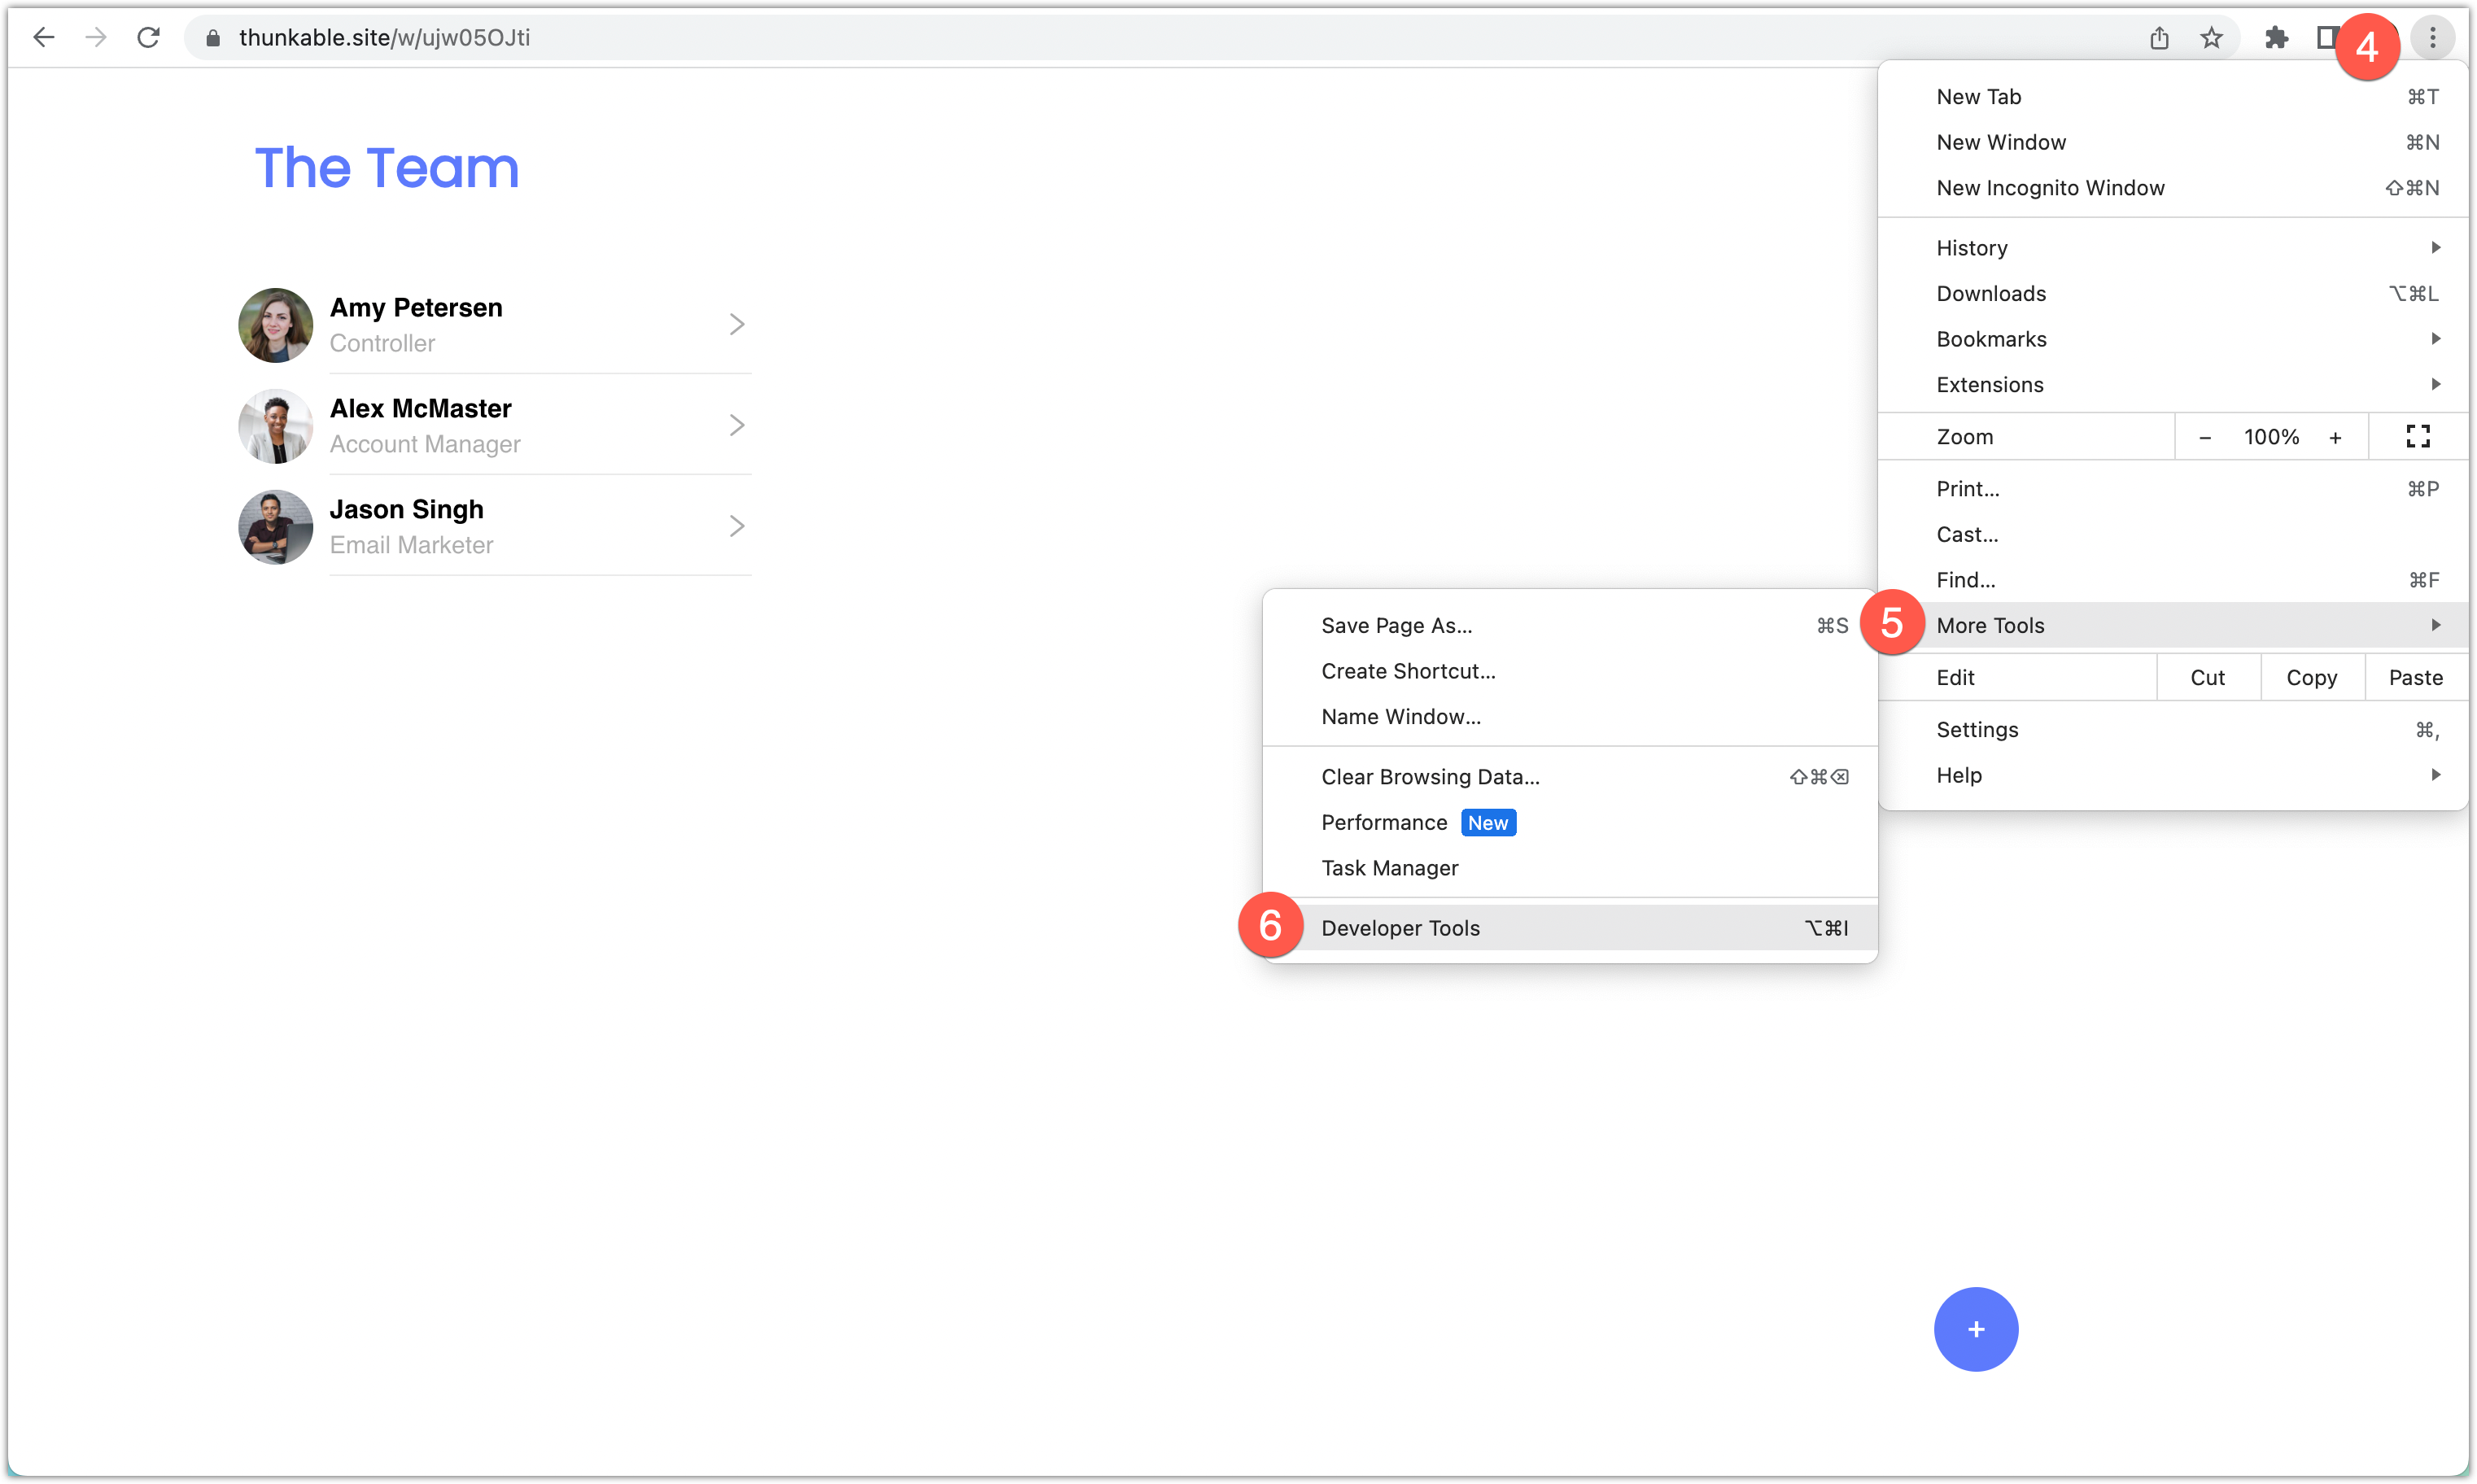 thunkable.site/w/ujw05OJti
4
The Team
Amy Petersen
Controller
Alex McMaster
Account Manager
Jason Singh
Email Marketer
New Tab ⌘T
New Window ⌘N
New Incognito Window ⇧⌘N
History
Downloads ⌥⌘L
Bookmarks
Extensions
Zoom – 100% +
Print... ⌘P
Cast...
Find... ⌘F
5 More Tools
Edit Cut Copy Paste
Settings ⌘,
Help
Save Page As... ⌘S
Create Shortcut...
Name Window...
Clear Browsing Data... ⇧⌘⌫
Performance New
Task Manager
6 Developer Tools ⌥⌘I
+